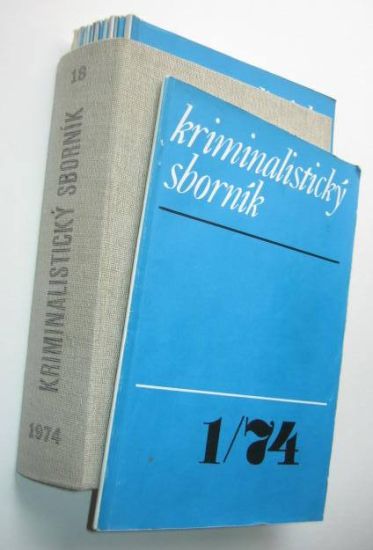 18
KRIMINALISTICKÝ SBORNÍK
1974
kriminalistický
sborník
1/74